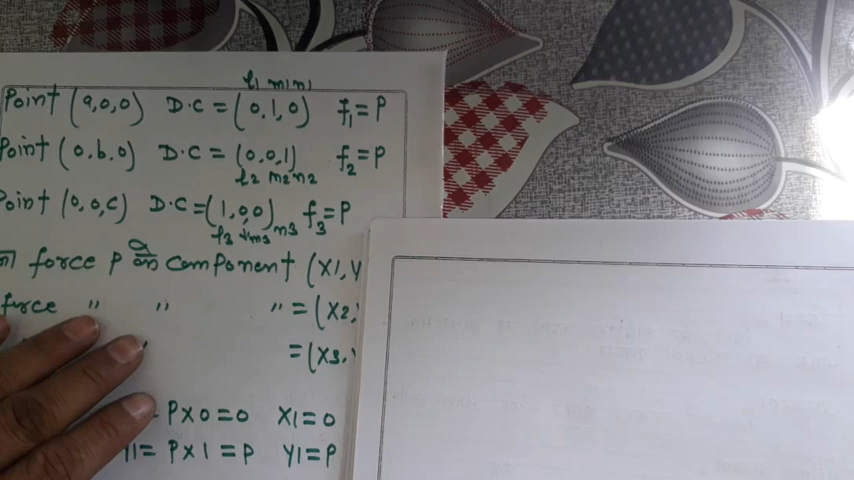 l1 m1 n1
Point (a,0,0) D.C = (0,1,0) f1 = P
Point (0,b,0) D.C = (0,0,1) f2 = P
l2 m2 n2
Point (0,0,c) D.C = (1,0,0) f3 = P
l3 m3 n3
force P का component (X1,Y
force " " " = (X2,
" = (X3,
= P×0 = 0 X1 = 0
Y1 = P×1 = P Y1 = P